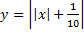 y = ||x| + 1/10|